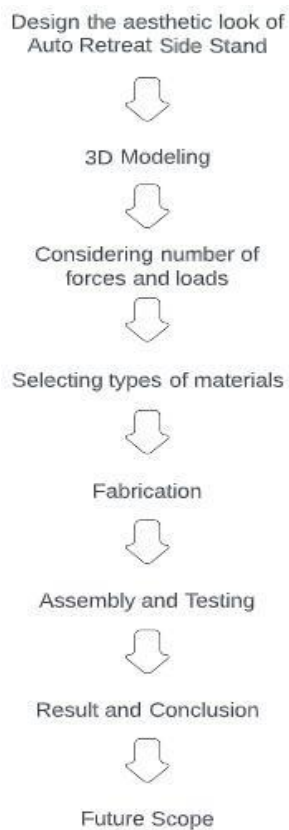 Design the aesthetic look of
Auto Retreat Side Stand
3D Modeling
Considering number of
forces and loads
Selecting types of materials
Fabrication
Assembly and Testing
Result and Conclusion
Future Scope